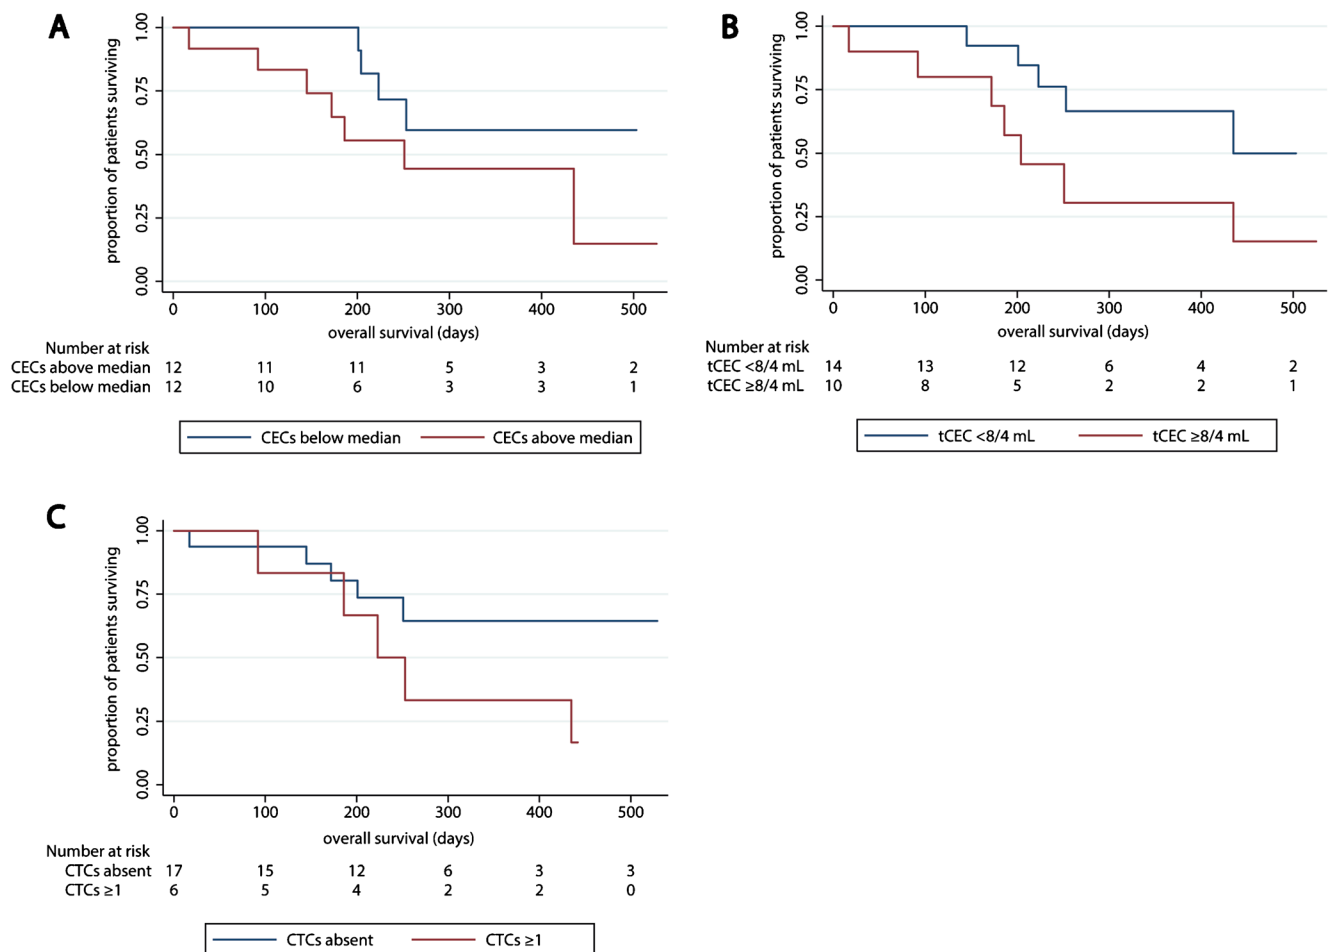 A
proportion of patients surviving
1.00
0.75
0.50
0.25
0.00
0 100 200 300 400 500
overall survival (days)
Number at risk
CECs above median 12 11 11 5 3 2
CECs below median 12 10 6 3 3 1
CECs below median CECs above median
B
proportion of patients surviving
1.00
0.75
0.50
0.25
0.00
0 100 200 300 400 500
overall survival (days)
Number at risk
tCEC <8/4 mL 14 13 12 6 4 2
tCEC ≥8/4 mL 10 8 5 2 2 1
tCEC <8/4 mL tCEC ≥8/4 mL
C
proportion of patients surviving
1.00
0.75
0.50
0.25
0.00
0 100 200 300 400 500
overall survival (days)
Number at risk
CTCs absent 17 15 12 6 3 3
CTCs ≥1 6 5 4 2 2 0
CTCs absent CTCs ≥1